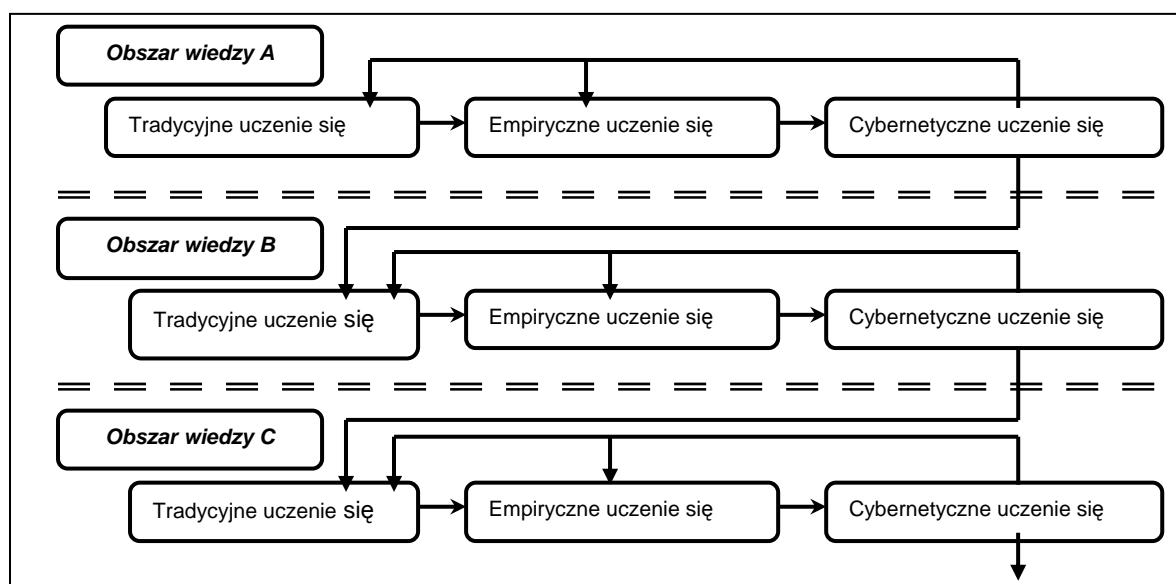 Obszar wiedzy A
Tradycyjne uczenie się
Empiryczne uczenie się
Cybernetyczne uczenie się
Obszar wiedzy B
Tradycyjne uczenie się
Empiryczne uczenie się
Cybernetyczne uczenie się
Obszar wiedzy C
Tradycyjne uczenie się
Empiryczne uczenie się
Cybernetyczne uczenie się